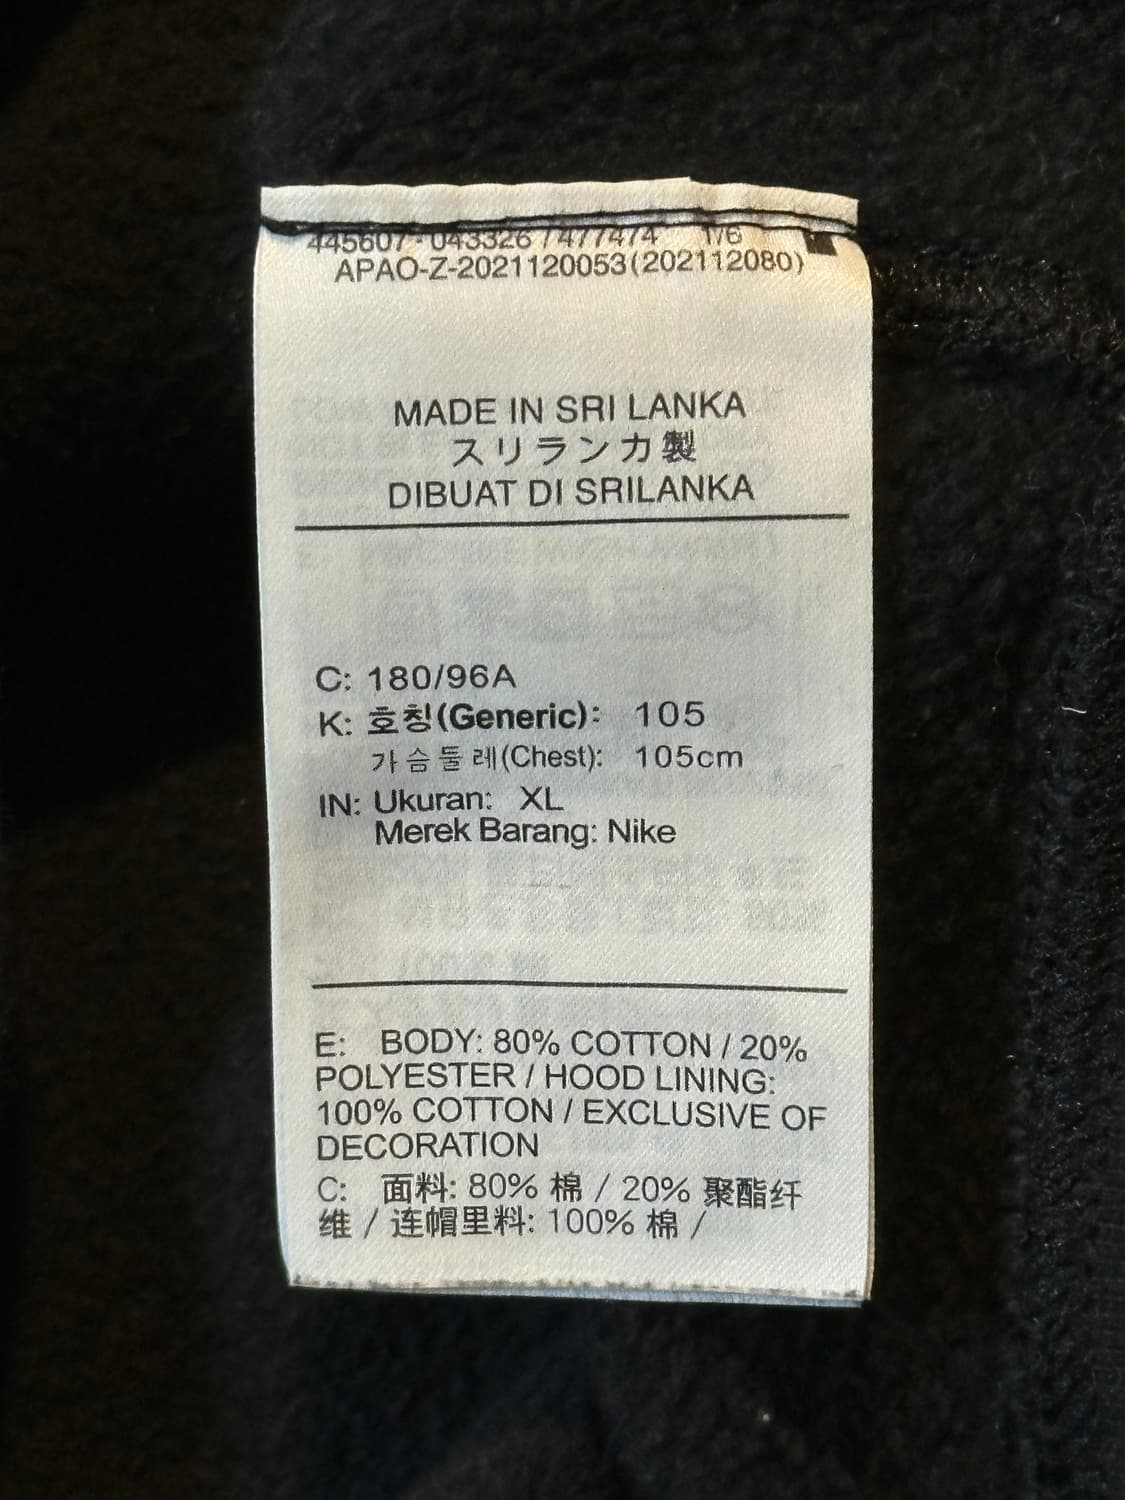 445607-043326 / 477474 1/6
APAO-Z-2021120053(202112080)
MADE IN SRI LANKA
スリランカ製
DIBUAT DI SRILANKA
C: 180/96A
K: 호칭(Generic): 105
가슴둘레(Chest): 105cm
IN: Ukuran: XL
Merek Barang: Nike
E: BODY: 80% COTTON / 20%
POLYESTER / HOOD LINING:
100% COTTON / EXCLUSIVE OF
DECORATION
C: 面料: 80% 棉 / 20% 聚酯纤
维 / 连帽里料: 100% 棉 /